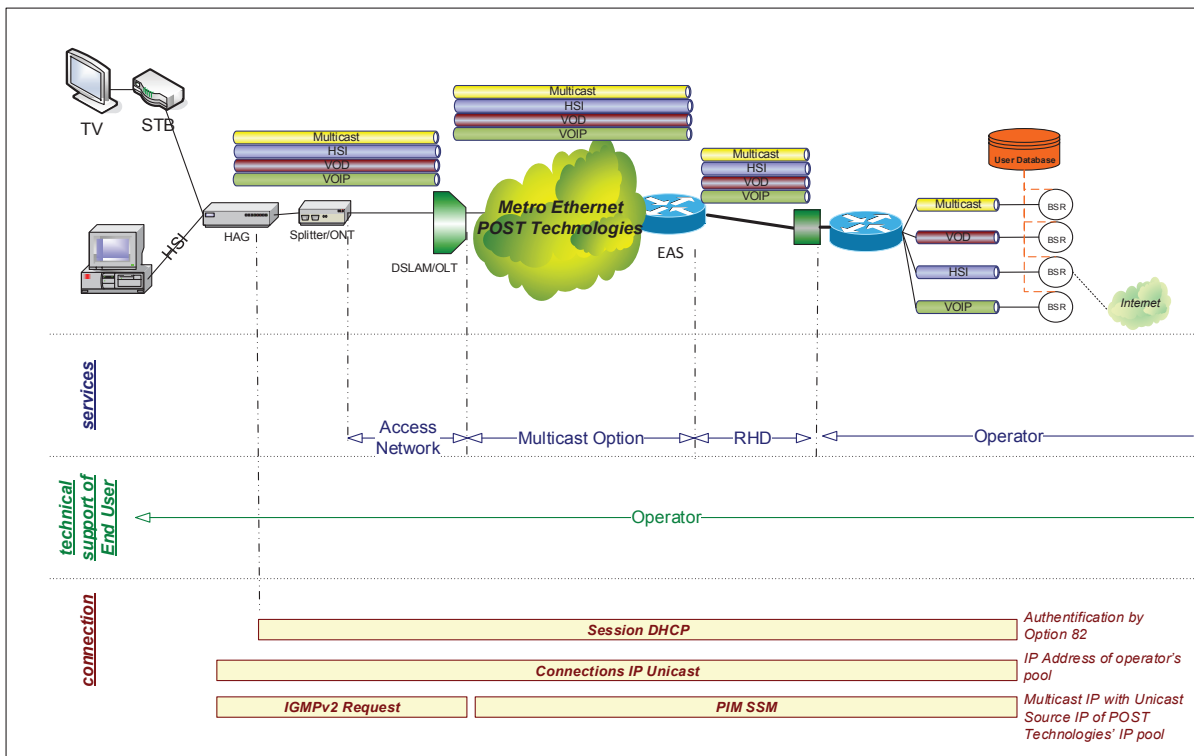 Multicast
HSI
VOD
VOIP
TV
STB
Multicast
HSI
VOD
VOIP
Multicast
HSI
VOD
VOIP
User Database
Metro Ethernet
POST Technologies
HSI
HAG
Splitter/ONT
DSLAM/OLT
EAS
Multicast
BSR
VOD
BSR
HSI
BSR
VOIP
BSR
Internet
services
Access
Network
Multicast Option
RHD
Operator
technical
support of
End User
Operator
connection
Session DHCP
Authentification by
Option 82
Connections IP Unicast
IP Address of operator's
pool
IGMPv2 Request
PIM SSM
Multicast IP with Unicast
Source IP of POST
Technologies' IP pool